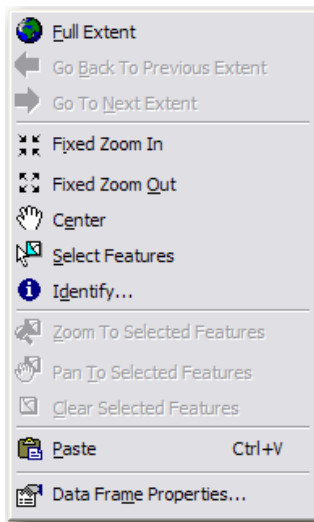 Full Extent
Go Back To Previous Extent
Go To Next Extent
Fixed Zoom In
Fixed Zoom Out
Center
Select Features
Identify...
Zoom To Selected Features
Pan To Selected Features
Clear Selected Features
Paste Ctrl+V
Data Frame Properties...